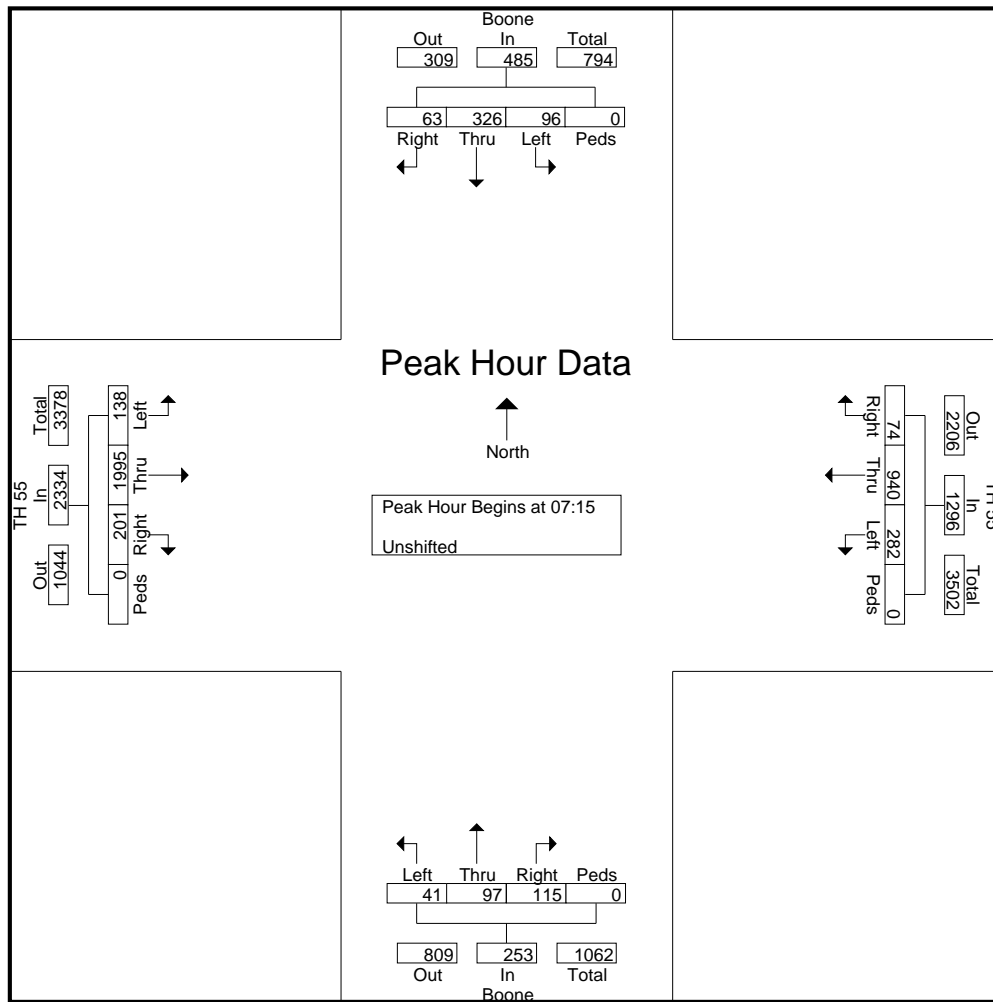 Boone
Out In Total
309 485 794
63 326 96 0
Right Thru Left Peds
Peak Hour Data
North
Peak Hour Begins at 07:15
Unshifted
TH 55
Total In Out
3378 2334 1044
138 1995 201 0
Left Thru Right Peds
Out In Total
2206 1296 3502
74 940 282 0
Right Thru Left Peds
TH 55
Left Thru Right Peds
41 97 115 0
809 253 1062
Out In Total
Boone